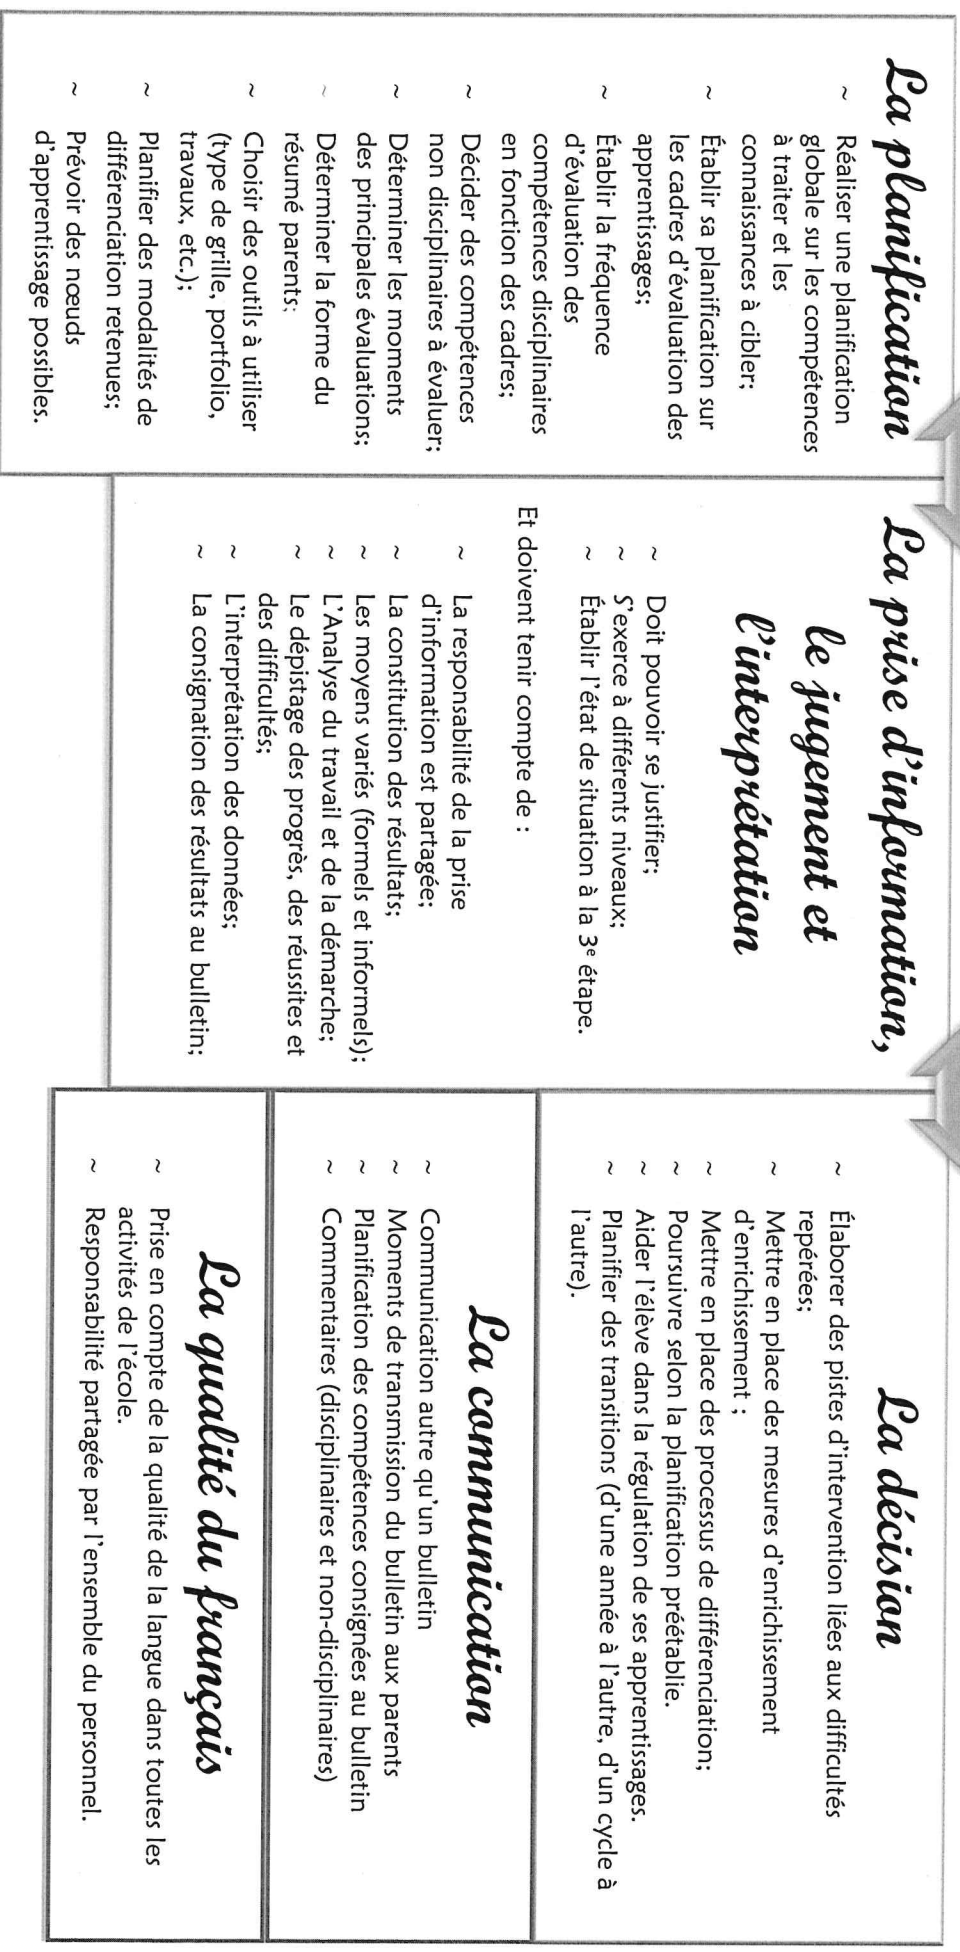 La planification
~ Réaliser une planification
globale sur les compétences
à traiter et les
connaissances à cibler;
~ Établir sa planification sur
les cadres d'évaluation des
apprentissages;
~ Établir la fréquence
d'évaluation des
compétences disciplinaires
en fonction des cadres;
~ Décider des compétences
non disciplinaires à évaluer;
~ Déterminer les moments
des principales évaluations;
~ Déterminer la forme du
résumé parents;
~ Choisir des outils à utiliser
(type de grille, portfolio,
travaux, etc.);
~ Planifier des modalités de
différenciation retenues;
~ Prévoir des nœuds
d'apprentissage possibles.
La prise d'information,
le jugement et
l'interprétation
~ Doit pouvoir se justifier;
~ S'exerce à différents niveaux;
~ Établir l'état de situation à la 3e étape.
Et doivent tenir compte de :
~ La responsabilité de la prise
d'information est partagée;
~ La constitution des résultats;
~ Les moyens variés (formels et informels);
~ L'Analyse du travail et de la démarche;
~ Le dépistage des progrès, des réussites et
des difficultés;
~ L'interprétation des données;
~ La consignation des résultats au bulletin;
La décision
~ Élaborer des pistes d'intervention liées aux difficultés
repérées;
~ Mettre en place des mesures d'enrichissement
d'enrichissement ;
~ Mettre en place des processus de différenciation;
~ Poursuivre selon la planification préétablie.
~ Aider l'élève dans la régulation de ses apprentissages.
~ Planifier des transitions (d'une année à l'autre, d'un cycle à
l'autre).
La communication
~ Communication autre qu'un bulletin
~ Moments de transmission du bulletin aux parents
~ Planification des compétences consignées au bulletin
~ Commentaires (disciplinaires et non-disciplinaires)
La qualité du français
~ Prise en compte de la qualité de la langue dans toutes les
activités de l'école.
~ Responsabilité partagée par l'ensemble du personnel.